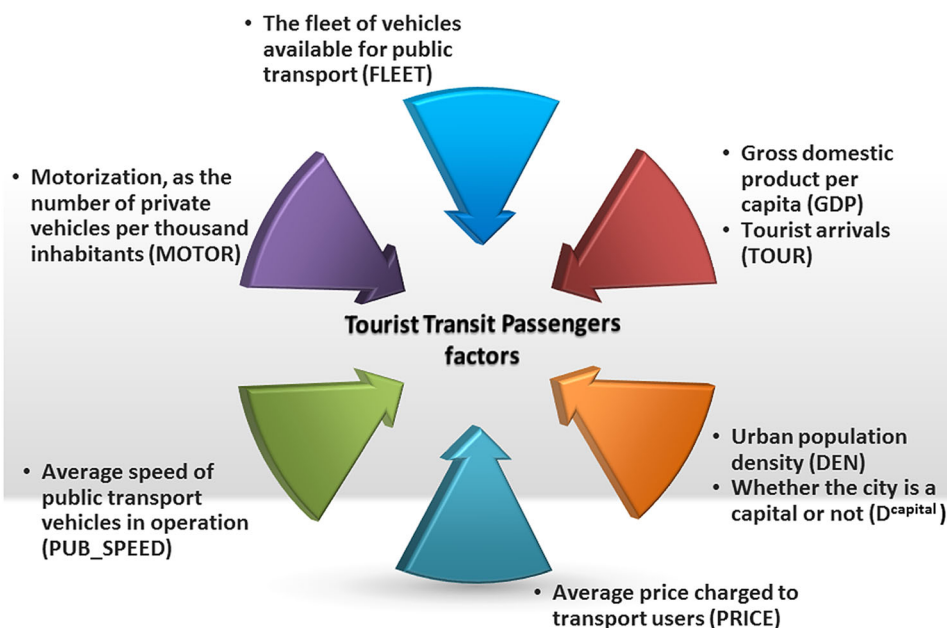 • The fleet of vehicles
available for public
transport (FLEET)
• Motorization, as the
number of private
vehicles per thousand
inhabitants (MOTOR)
• Gross domestic
product per
capita (GDP)
• Tourist arrivals
(TOUR)
Tourist Transit Passengers
factors
• Average speed of
public transport
vehicles in operation
(PUB_SPEED)
• Urban population
density (DEN)
• Whether the city is a
capital or not (Dcapital)
• Average price charged to
transport users (PRICE)